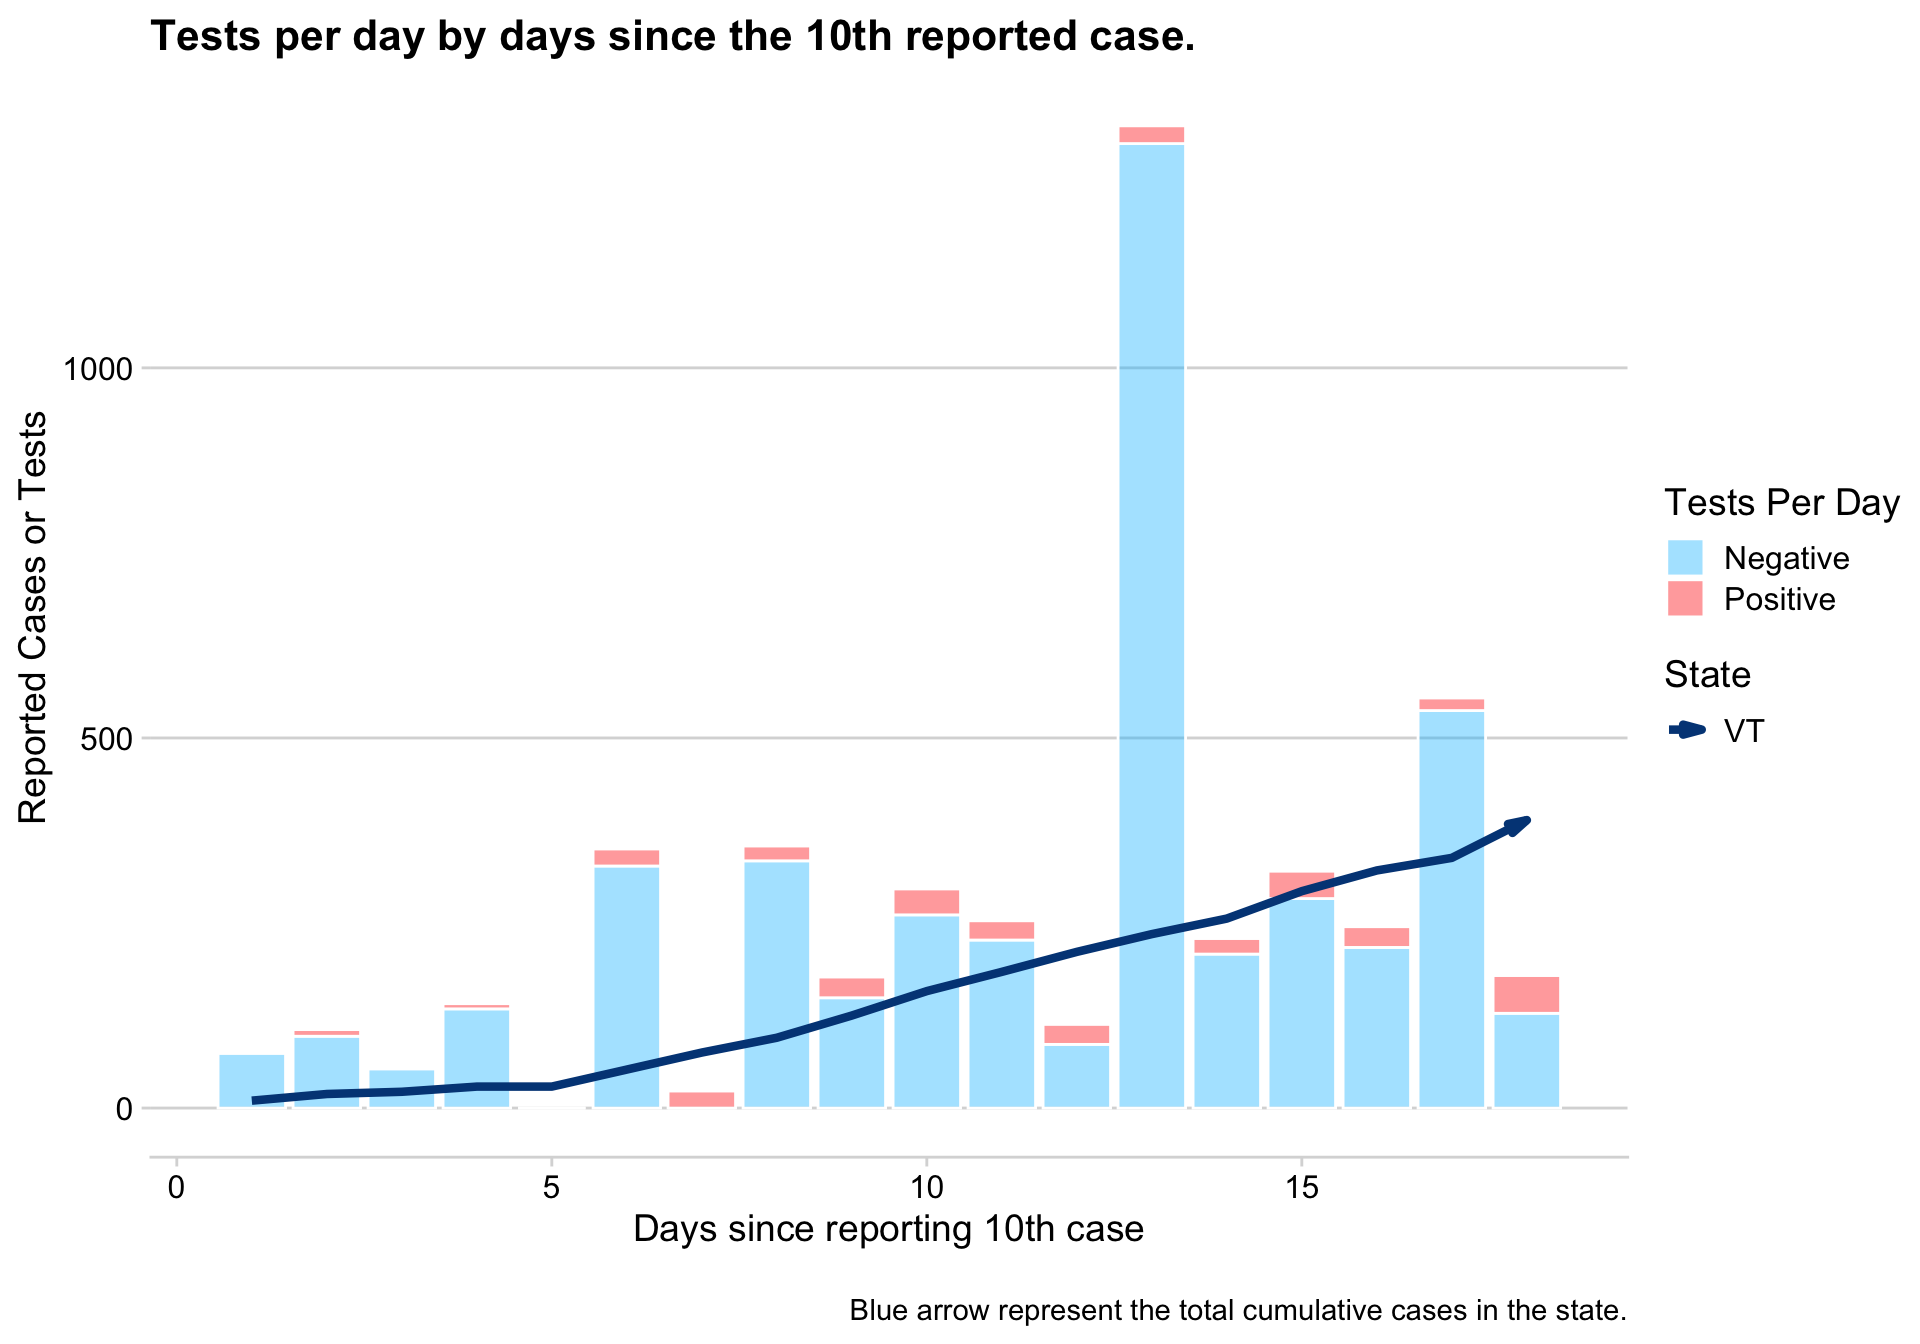 Tests per day by days since the 10th reported case.
Reported Cases or Tests
1000
500
0
0 5 10 15
Days since reporting 10th case
Tests Per Day
Negative
Positive
State
VT
Blue arrow represent the total cumulative cases in the state.